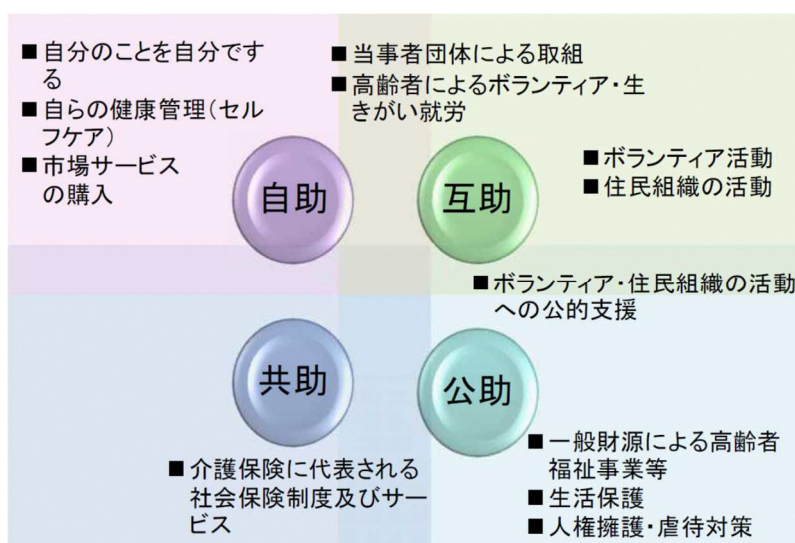 ■自分のことを自分です
る
■自らの健康管理(セル
フケア)
■市場サービス
の購入
■当事者団体による取組
■高齢者によるボランティア・生
きがい就労
自助
互助
■ボランティア活動
■住民組織の活動
■ボランティア・住民組織の活動
への公的支援
共助
公助
■介護保険に代表される
社会保険制度及びサー
ビス
■一般財源による高齢者
福祉事業等
■生活保護
■人権擁護・虐待対策